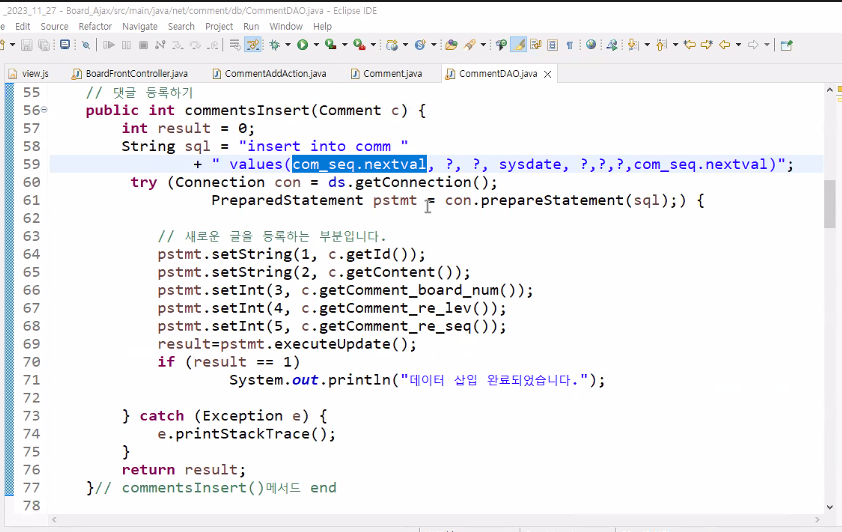 _2023_11_27 - Board_Ajax/src/main/java/net/comment/db/CommentDAO.java - Eclipse IDE
e Edit Source Refactor Navigate Search Project Run Window Help
view.js BoardFrontController.java CommentAddAction.java Comment.java CommentDAO.java
55 // 댓글 등록하기
56 public int commentsInsert(Comment c) {
57 int result = 0;
58 String sql = "insert into comm "
59 + " values(com_seq.nextval, ?, ?, sysdate, ?,?,?,com_seq.nextval)";
60 try (Connection con = ds.getConnection();
61 PreparedStatement pstmt = con.prepareStatement(sql);) {
62
63 // 새로운 글을 등록하는 부분입니다.
64 pstmt.setString(1, c.getId());
65 pstmt.setString(2, c.getContent());
66 pstmt.setInt(3, c.getComment_board_num());
67 pstmt.setInt(4, c.getComment_re_lev());
68 pstmt.setInt(5, c.getComment_re_seq());
69 result=pstmt.executeUpdate();
70 if (result == 1)
71 System.out.println("데이터 삽입 완료되었습니다.");
72
73 } catch (Exception e) {
74 e.printStackTrace();
75 }
76 return result;
77 }// commentsInsert()메서드 end
78